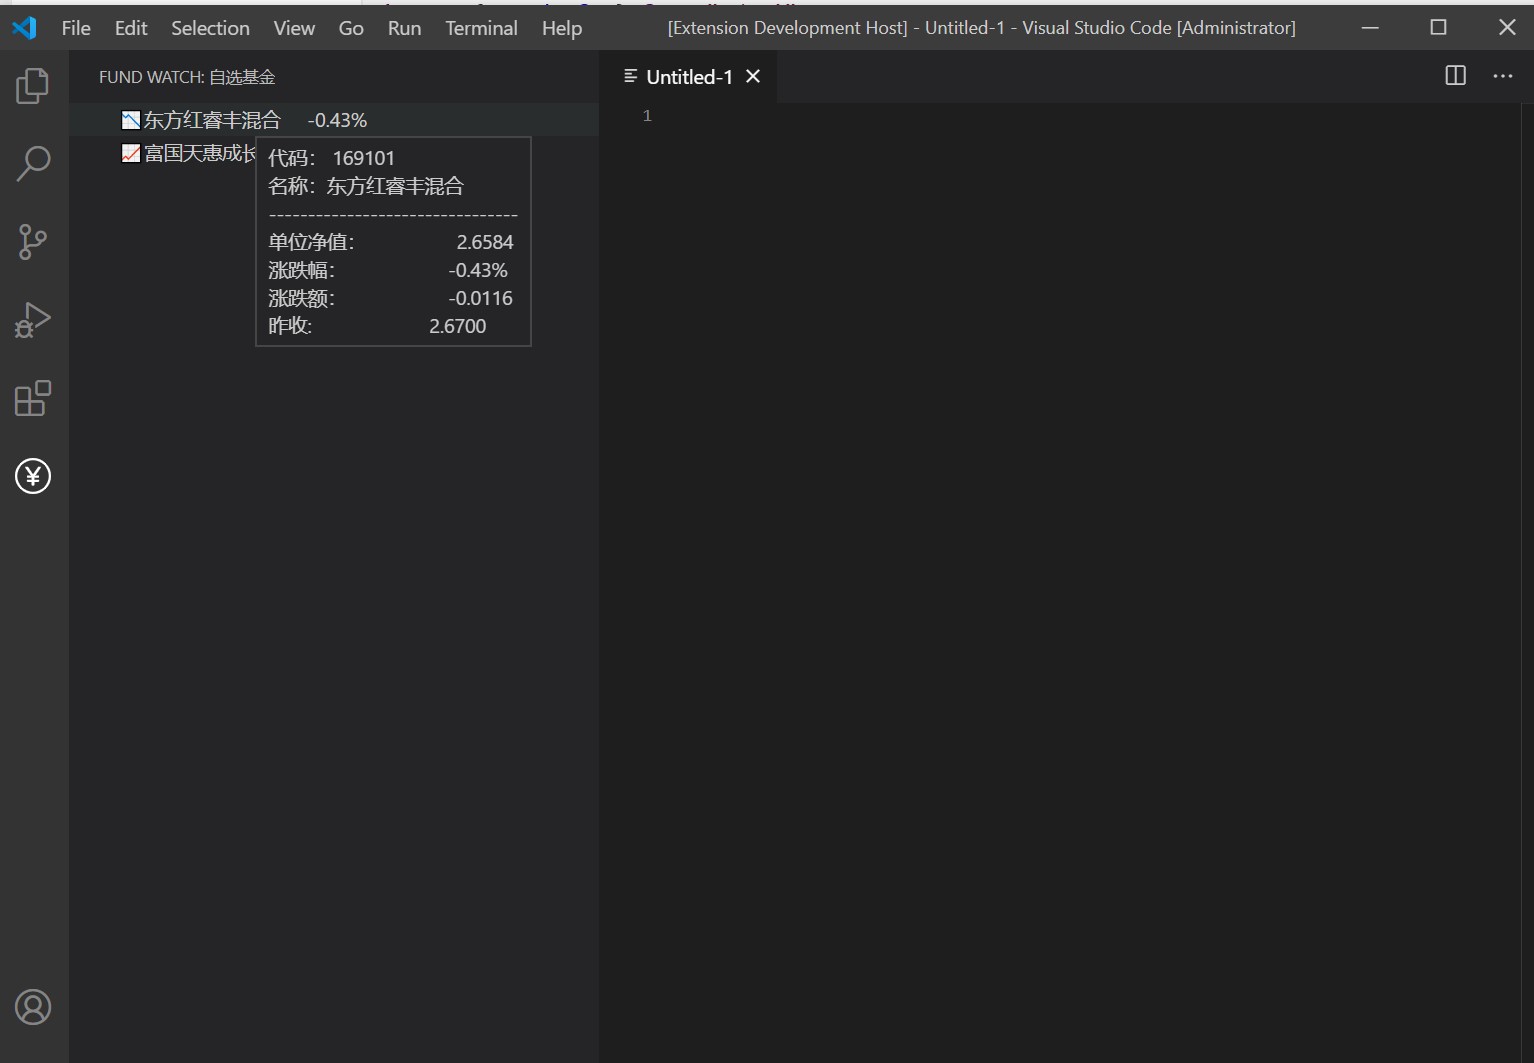 File Edit Selection View Go Run Terminal Help [Extension Development Host] - Untitled-1 - Visual Studio Code [Administrator]
FUND WATCH: 自选基金
Untitled-1
东方红睿丰混合 -0.43%
1
富国天惠成长
代码： 169101
名称：东方红睿丰混合
--------------------------------
单位净值： 2.6584
涨跌幅： -0.43%
涨跌额： -0.0116
昨收: 2.6700